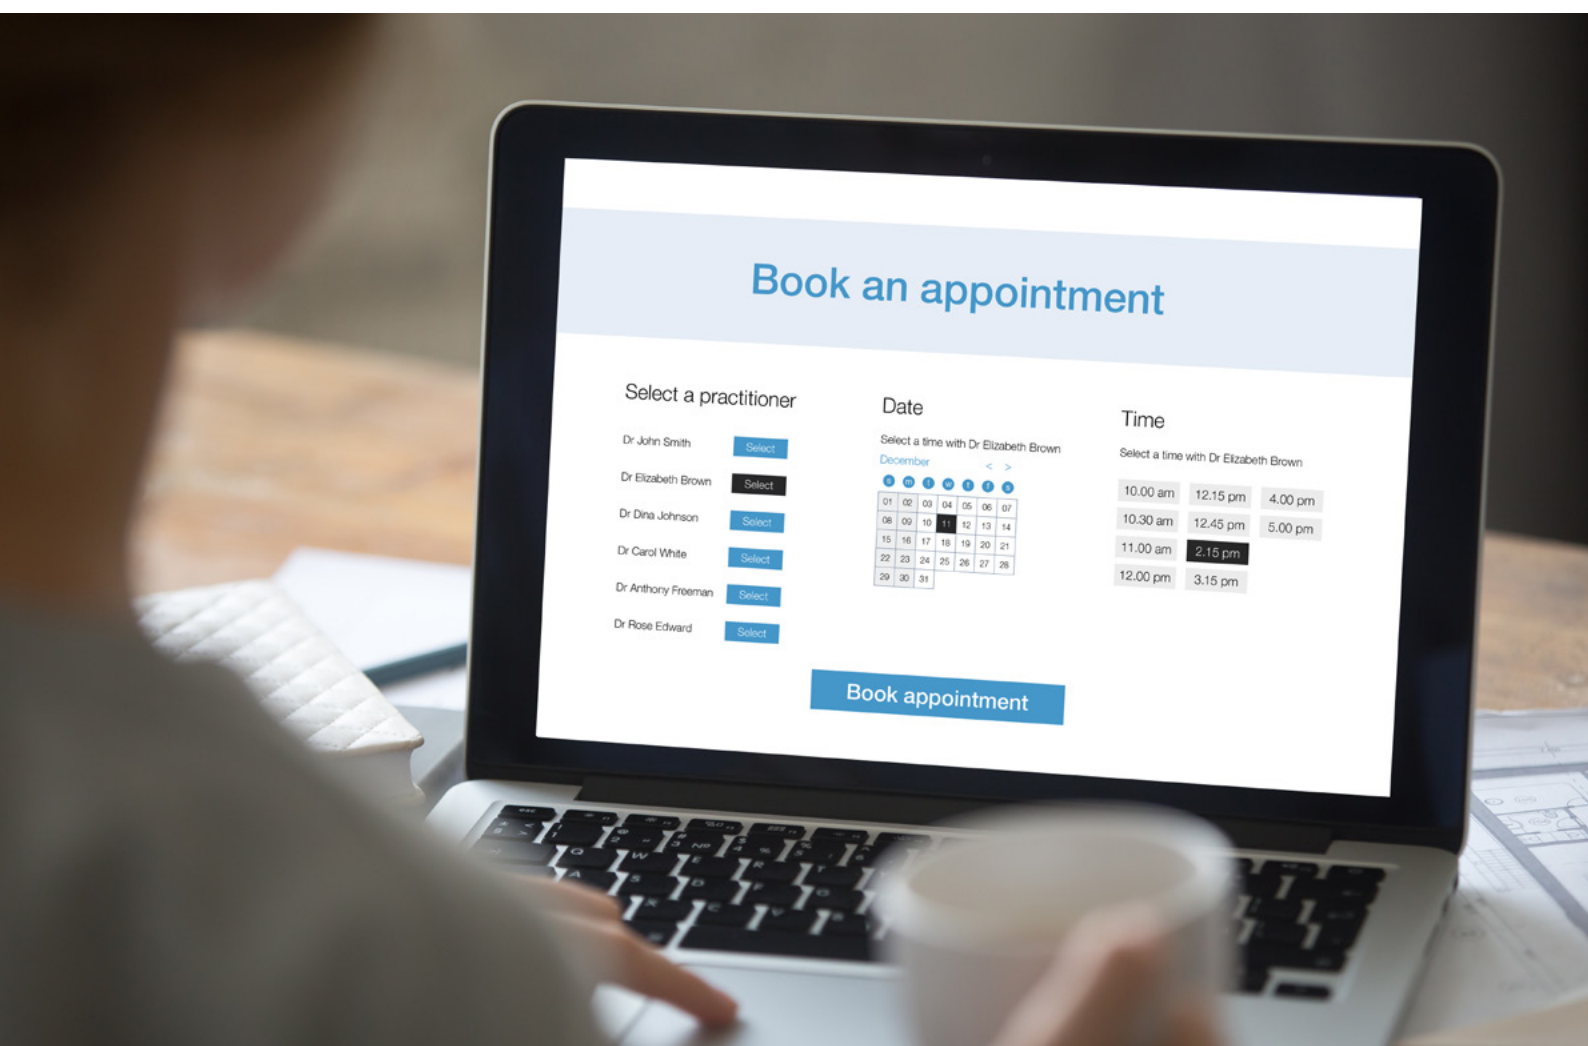 Book an appointment
Select a practitioner
Dr John Smith Select
Dr Elizabeth Brown Select
Dr Dina Johnson Select
Dr Carol White Select
Dr Anthony Freeman Select
Dr Rose Edward Select
Date
Select a time with Dr Elizabeth Brown
December < >
s m t w t f s
01 02 03 04 05 06 07
08 09 10 11 12 13 14
15 16 17 18 19 20 21
22 23 24 25 26 27 28
29 30 31
Time
Select a time with Dr Elizabeth Brown
10.00 am 12.15 pm 4.00 pm
10.30 am 12.45 pm 5.00 pm
11.00 am 2.15 pm
12.00 pm 3.15 pm
Book appointment